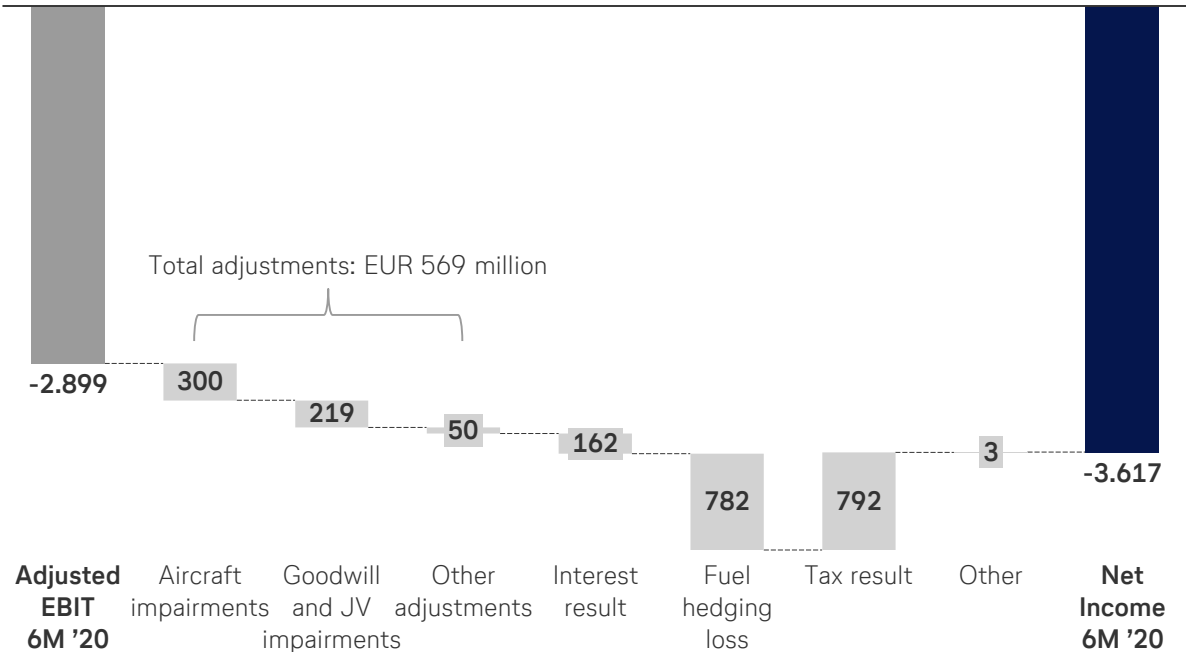 Total adjustments: EUR 569 million
-2.899
300
219
50
162
782
792
3
-3.617
Adjusted
EBIT
6M ’20
Aircraft
impairments
Goodwill
and JV
impairments
Other
adjustments
Interest
result
Fuel
hedging
loss
Tax result
Other
Net
Income
6M ’20